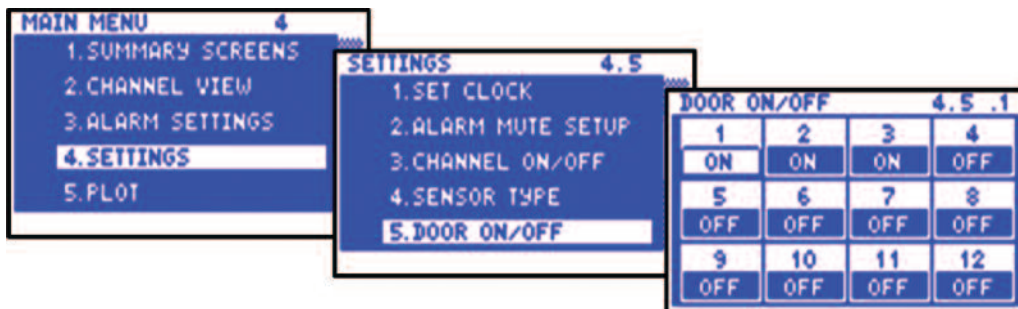 MAIN MENU 4
1.SUMMARY SCREENS
2.CHANNEL VIEW
3.ALARM SETTINGS
4.SETTINGS
5.PLOT
SETTINGS 4.5
1.SET CLOCK
2.ALARM MUTE SETUP
3.CHANNEL ON/OFF
4.SENSOR TYPE
5.DOOR ON/OFF
DOOR ON/OFF 4.5 .1
1 2 3 4
ON ON ON OFF
5 6 7 8
OFF OFF OFF OFF
9 10 11 12
OFF OFF OFF OFF